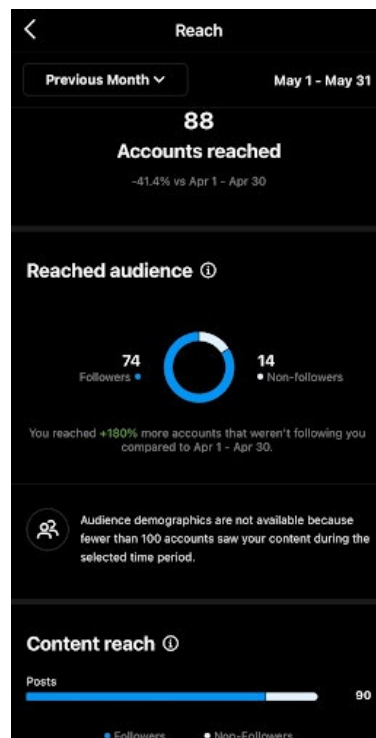 Reach
Previous Month
May 1 - May 31
88
Accounts reached
-41.4% vs Apr 1 - Apr 30
Reached audience
74
Followers
14
Non-followers
You reached +180% more accounts that weren't following you
compared to Apr 1 - Apr 30.
Audience demographics are not available because
fewer than 100 accounts saw your content during the
selected time period.
Content reach
Posts
90
Followers
Non-Followers